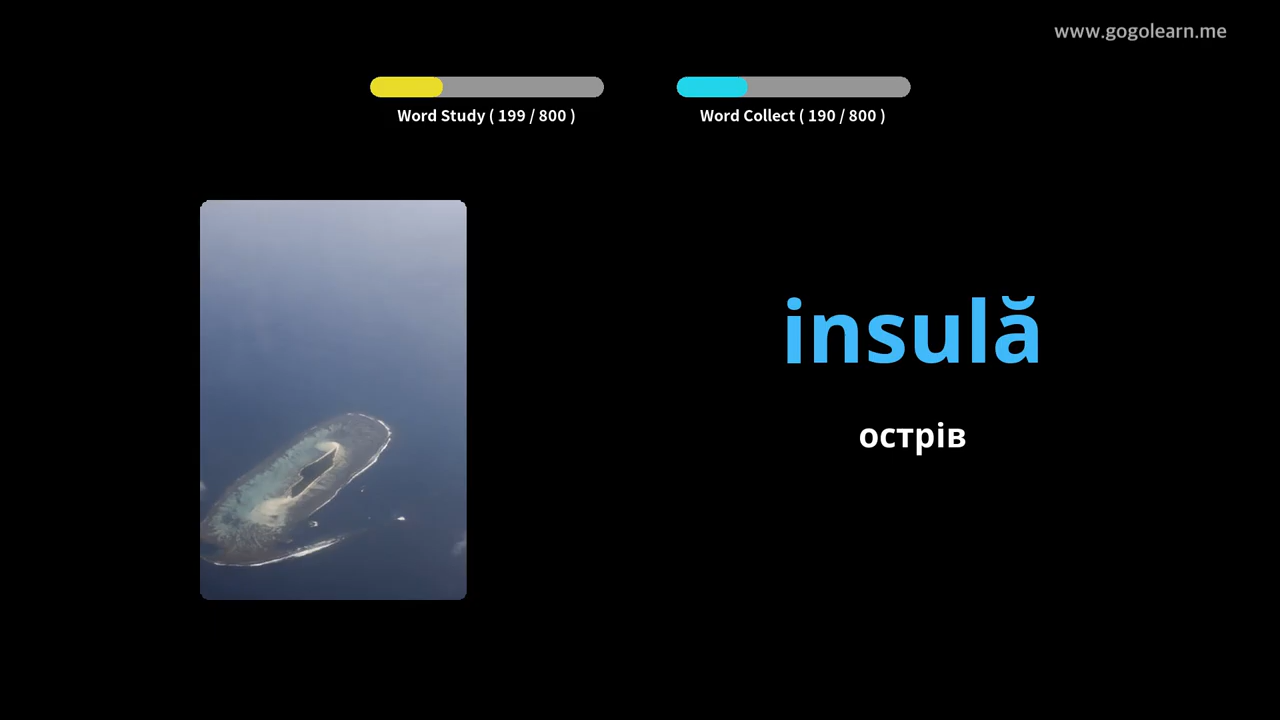 www.gogolearn.me
Word Study ( 199 / 800 )
Word Collect ( 190 / 800 )
insulă
острів